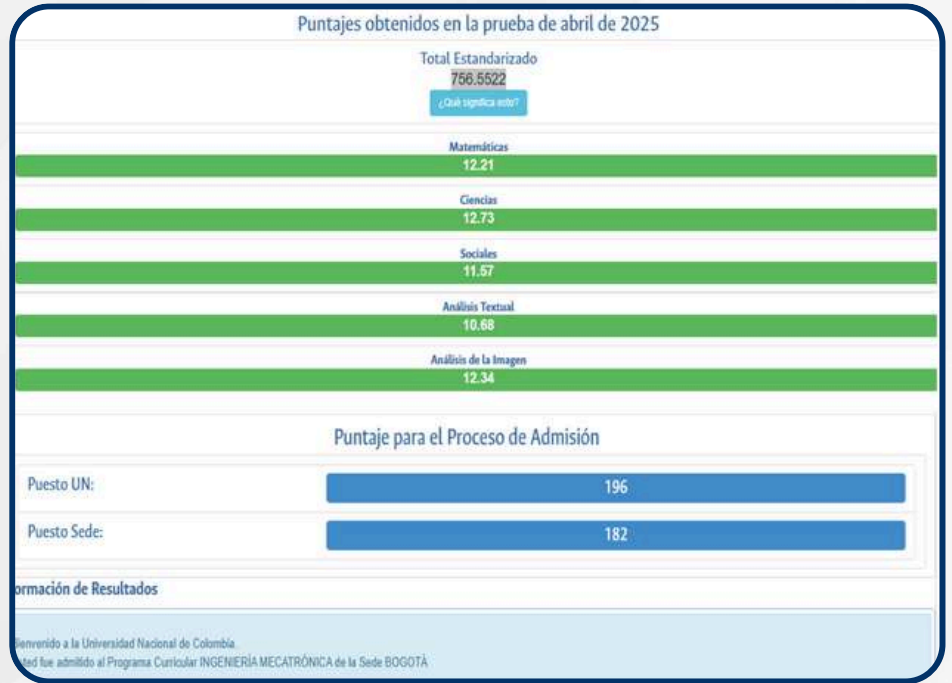 Puntajes obtenidos en la prueba de abril de 2025
Total Estandarizado
756.5522
¿Qué significa esto?
Matemáticas
12.21
Ciencias
12.73
Sociales
11.57
Análisis Textual
10.68
Análisis de la Imagen
12.34
Puntaje para el Proceso de Admisión
Puesto UN: 196
Puesto Sede: 182
ormación de Resultados
Bienvenido a la Universidad Nacional de Colombia
ted fue admitido al Programa Curricular INGENIERÍA MECATRÓNICA de la Sede BOGOTÀ